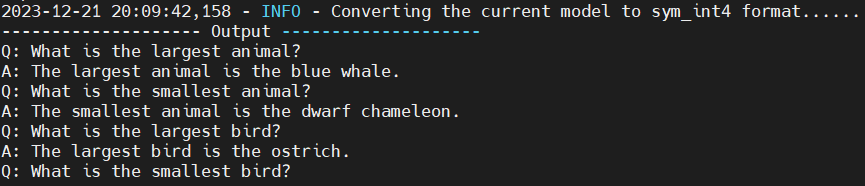 2023-12-21 20:09:42,158 - INFO - Converting the current model to sym_int4 format......
-------------------- Output --------------------
Q: What is the largest animal?
A: The largest animal is the blue whale.
Q: What is the smallest animal?
A: The smallest animal is the dwarf chameleon.
Q: What is the largest bird?
A: The largest bird is the ostrich.
Q: What is the smallest bird?